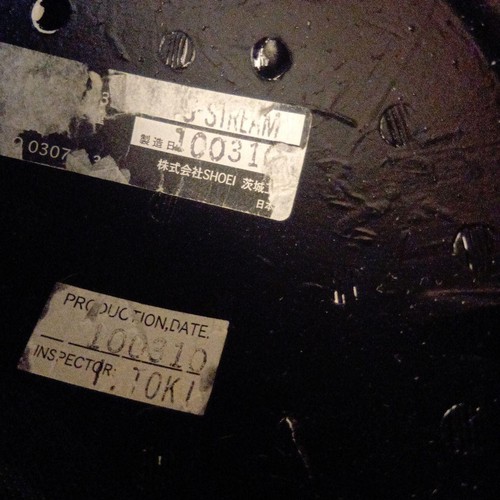 J-STREAM
製造日 100310
0307
株式会社SHOEI 茨城
日本
PRODUCTION.DATE.
100310
INSPECTOR:
T.TOKI